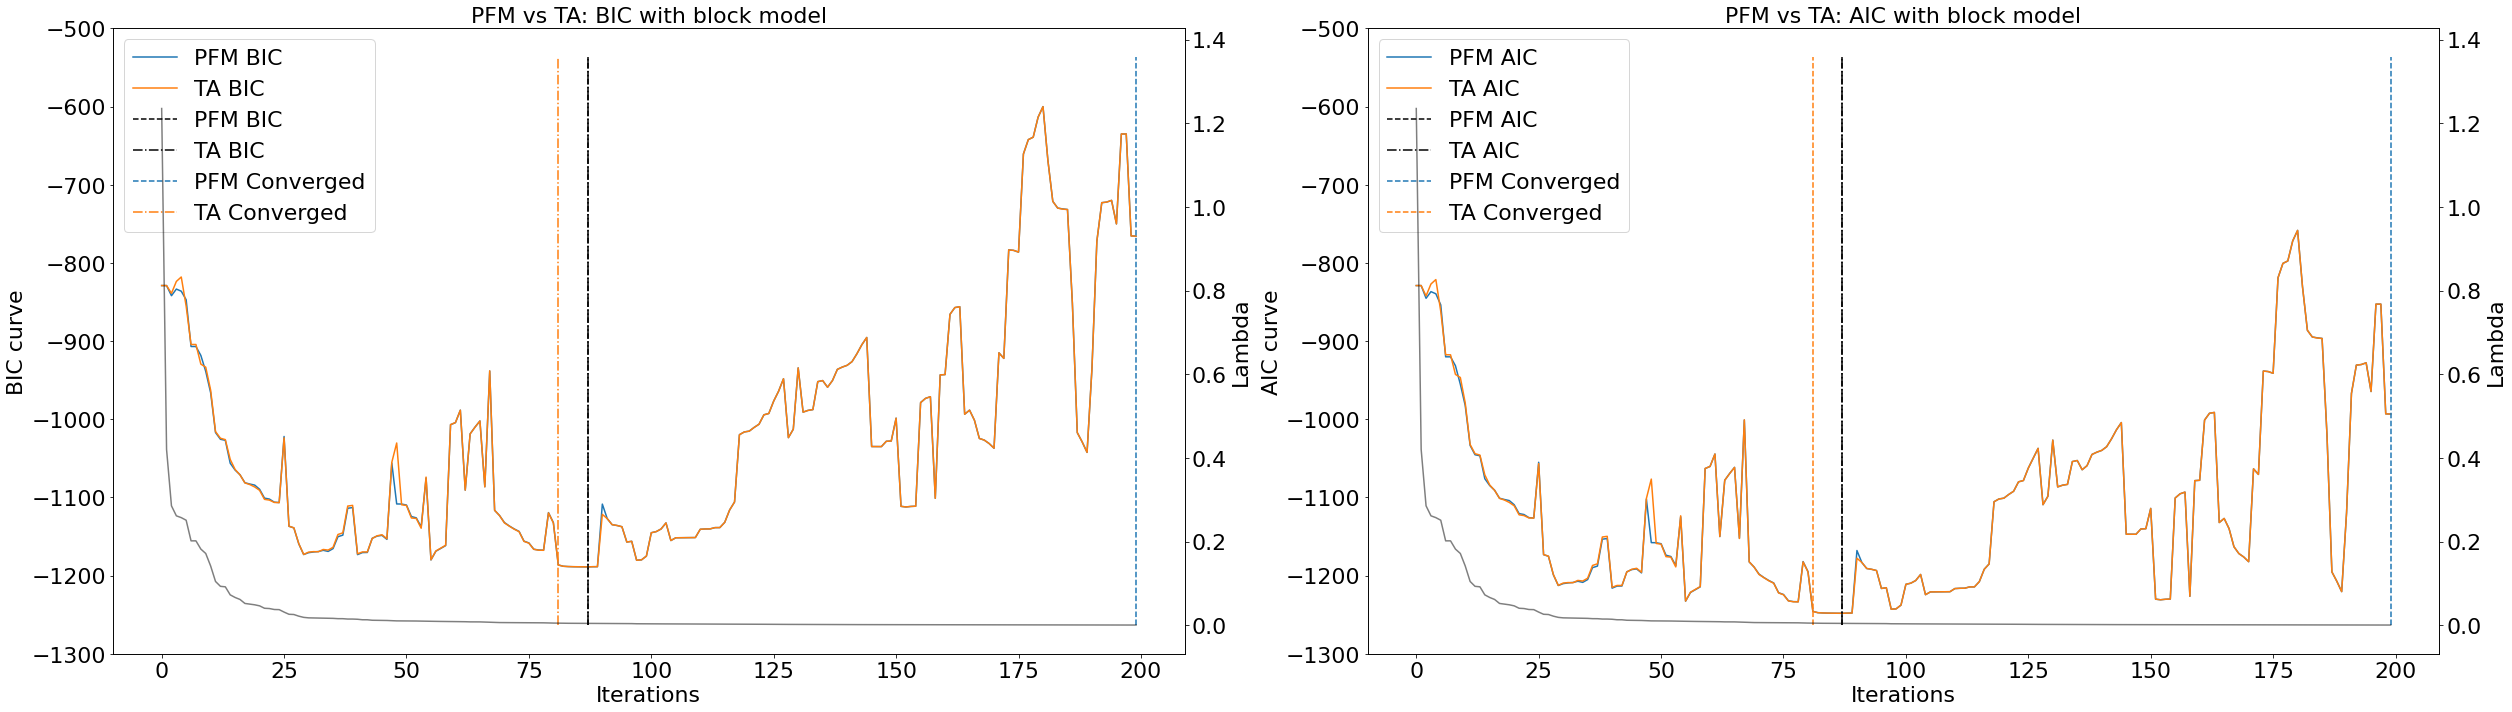 PFM vs TA: BIC with block model
−500
−600
−700
−800
−900
−1000
−1100
−1200
−1300
BIC curve
PFM BIC
TA BIC
PFM BIC
TA BIC
PFM Converged
TA Converged
1.4
1.2
1.0
0.8
0.6
0.4
0.2
0.0
Lambda
0 25 50 75 100 125 150 175 200
Iterations
PFM vs TA: AIC with block model
−500
−600
−700
−800
−900
−1000
−1100
−1200
−1300
AIC curve
PFM AIC
TA AIC
PFM AIC
TA AIC
PFM Converged
TA Converged
1.4
1.2
1.0
0.8
0.6
0.4
0.2
0.0
Lambda
0 25 50 75 100 125 150 175 200
Iterations